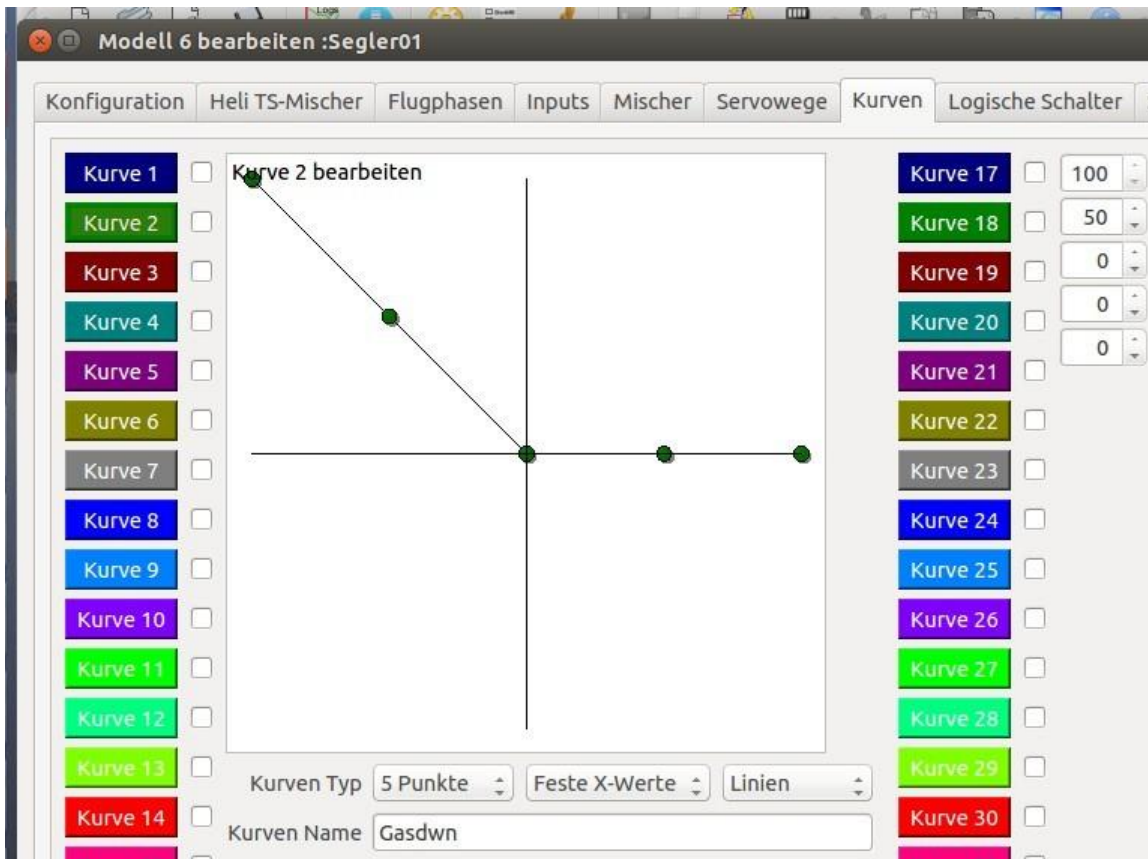 Modell 6 bearbeiten :Segler01
Konfiguration Heli TS-Mischer Flugphasen Inputs Mischer Servowege Kurven Logische Schalter
Kurve 1 Kurve 2 bearbeiten Kurve 17 100
Kurve 2 Kurve 18 50
Kurve 3 Kurve 19 0
Kurve 4 Kurve 20 0
Kurve 5 Kurve 21 0
Kurve 6 Kurve 22
Kurve 7 Kurve 23
Kurve 8 Kurve 24
Kurve 9 Kurve 25
Kurve 10 Kurve 26
Kurve 11 Kurve 27
Kurve 12 Kurve 28
Kurve 13 Kurve 29
Kurven Typ 5 Punkte Feste X-Werte Linien
Kurve 14 Kurve 30
Kurven Name Gasdwn